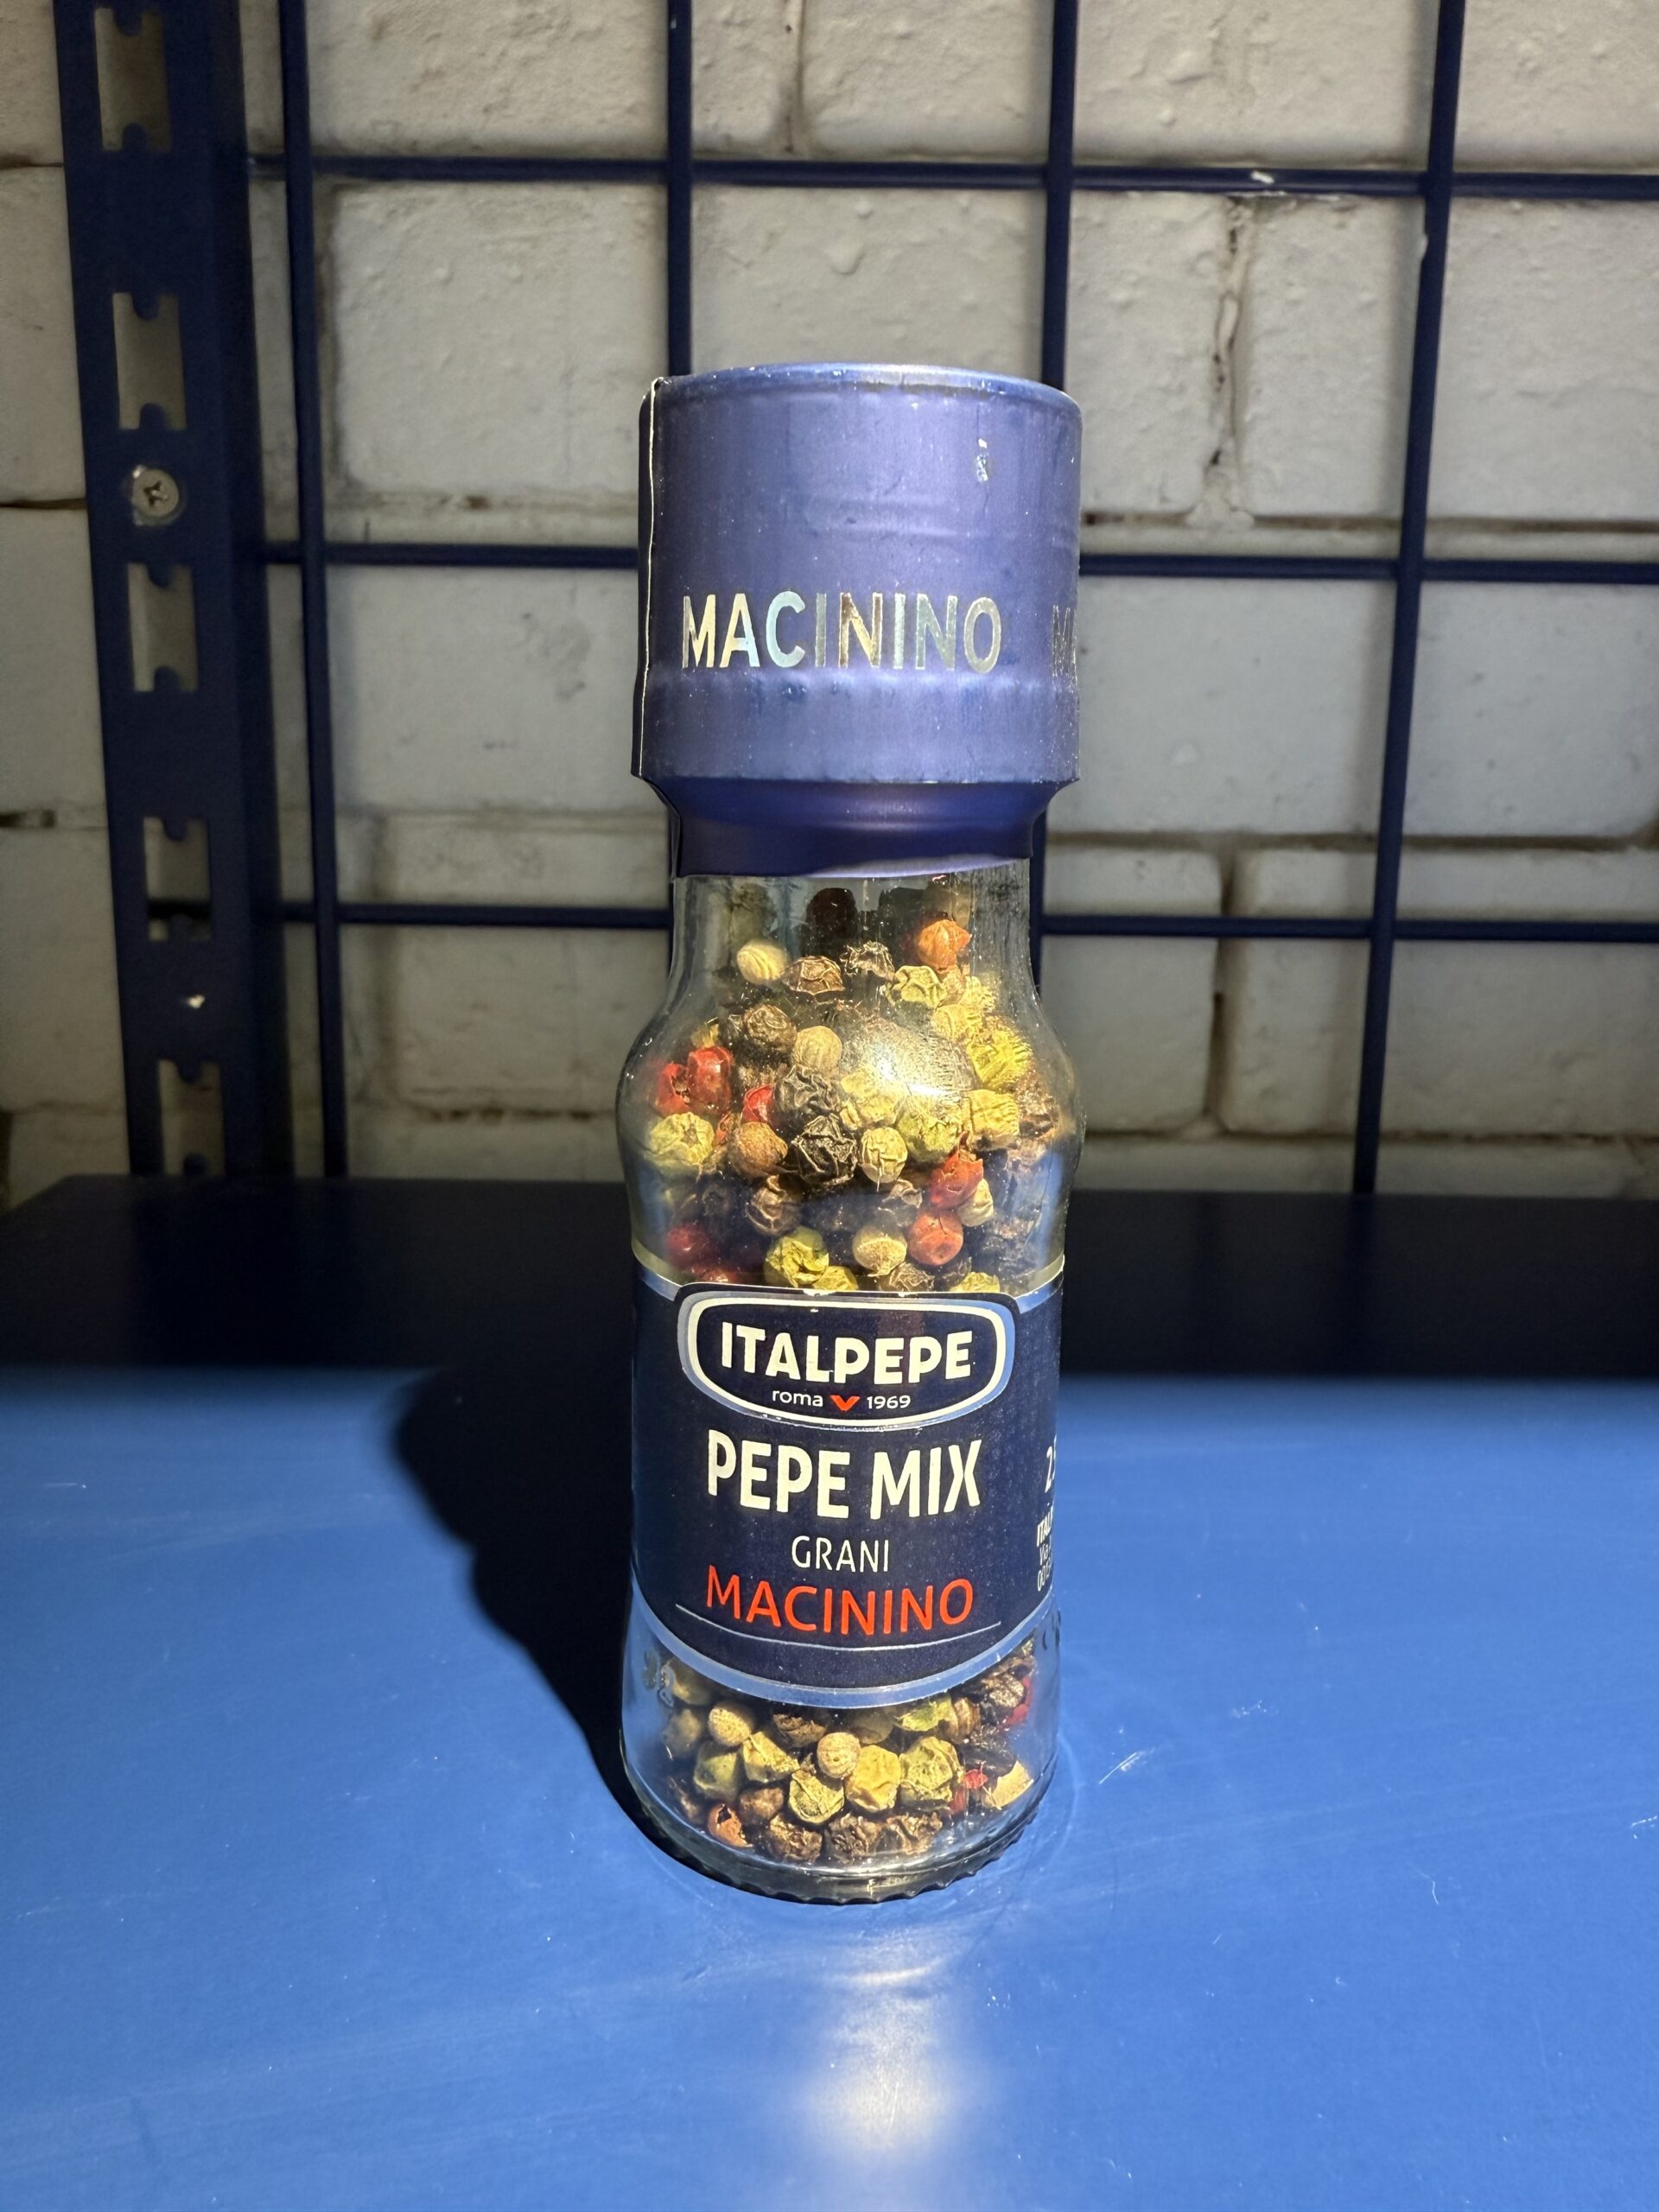 MACININO
ITALPEPE
roma 1969
PEPE MIX
GRANI
MACININO